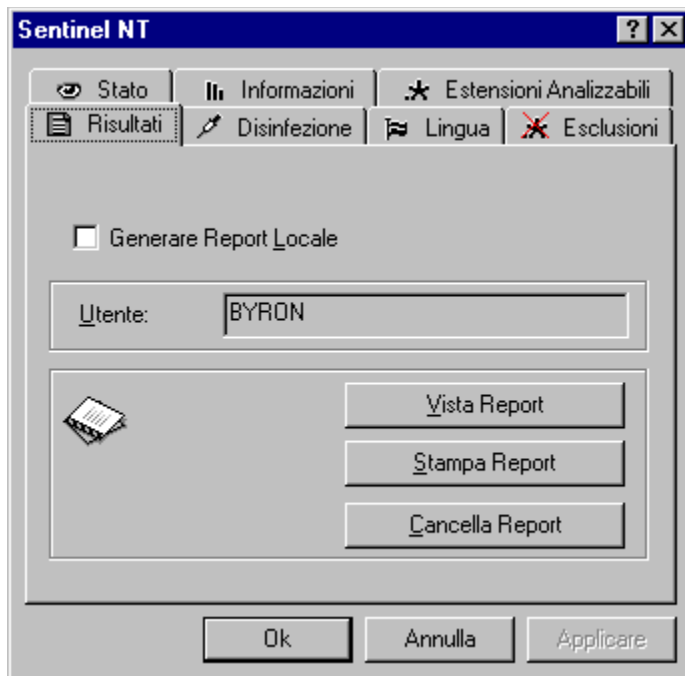 Sentinel NT
Stato Informazioni Estensioni Analizzabili
Risultati Disinfezione Lingua Esclusioni
Generare Report Locale
Utente: BYRON
Vista Report
Stampa Report
Cancella Report
Ok Annulla Applicare